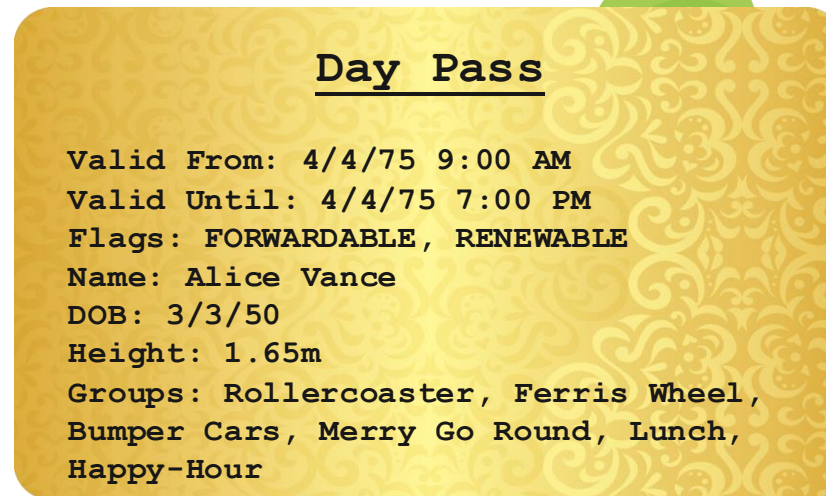 Day Pass
Valid From: 4/4/75 9:00 AM
Valid Until: 4/4/75 7:00 PM
Flags: FORWARDABLE, RENEWABLE
Name: Alice Vance
DOB: 3/3/50
Height: 1.65m
Groups: Rollercoaster, Ferris Wheel,
Bumper Cars, Merry Go Round, Lunch,
Happy-Hour